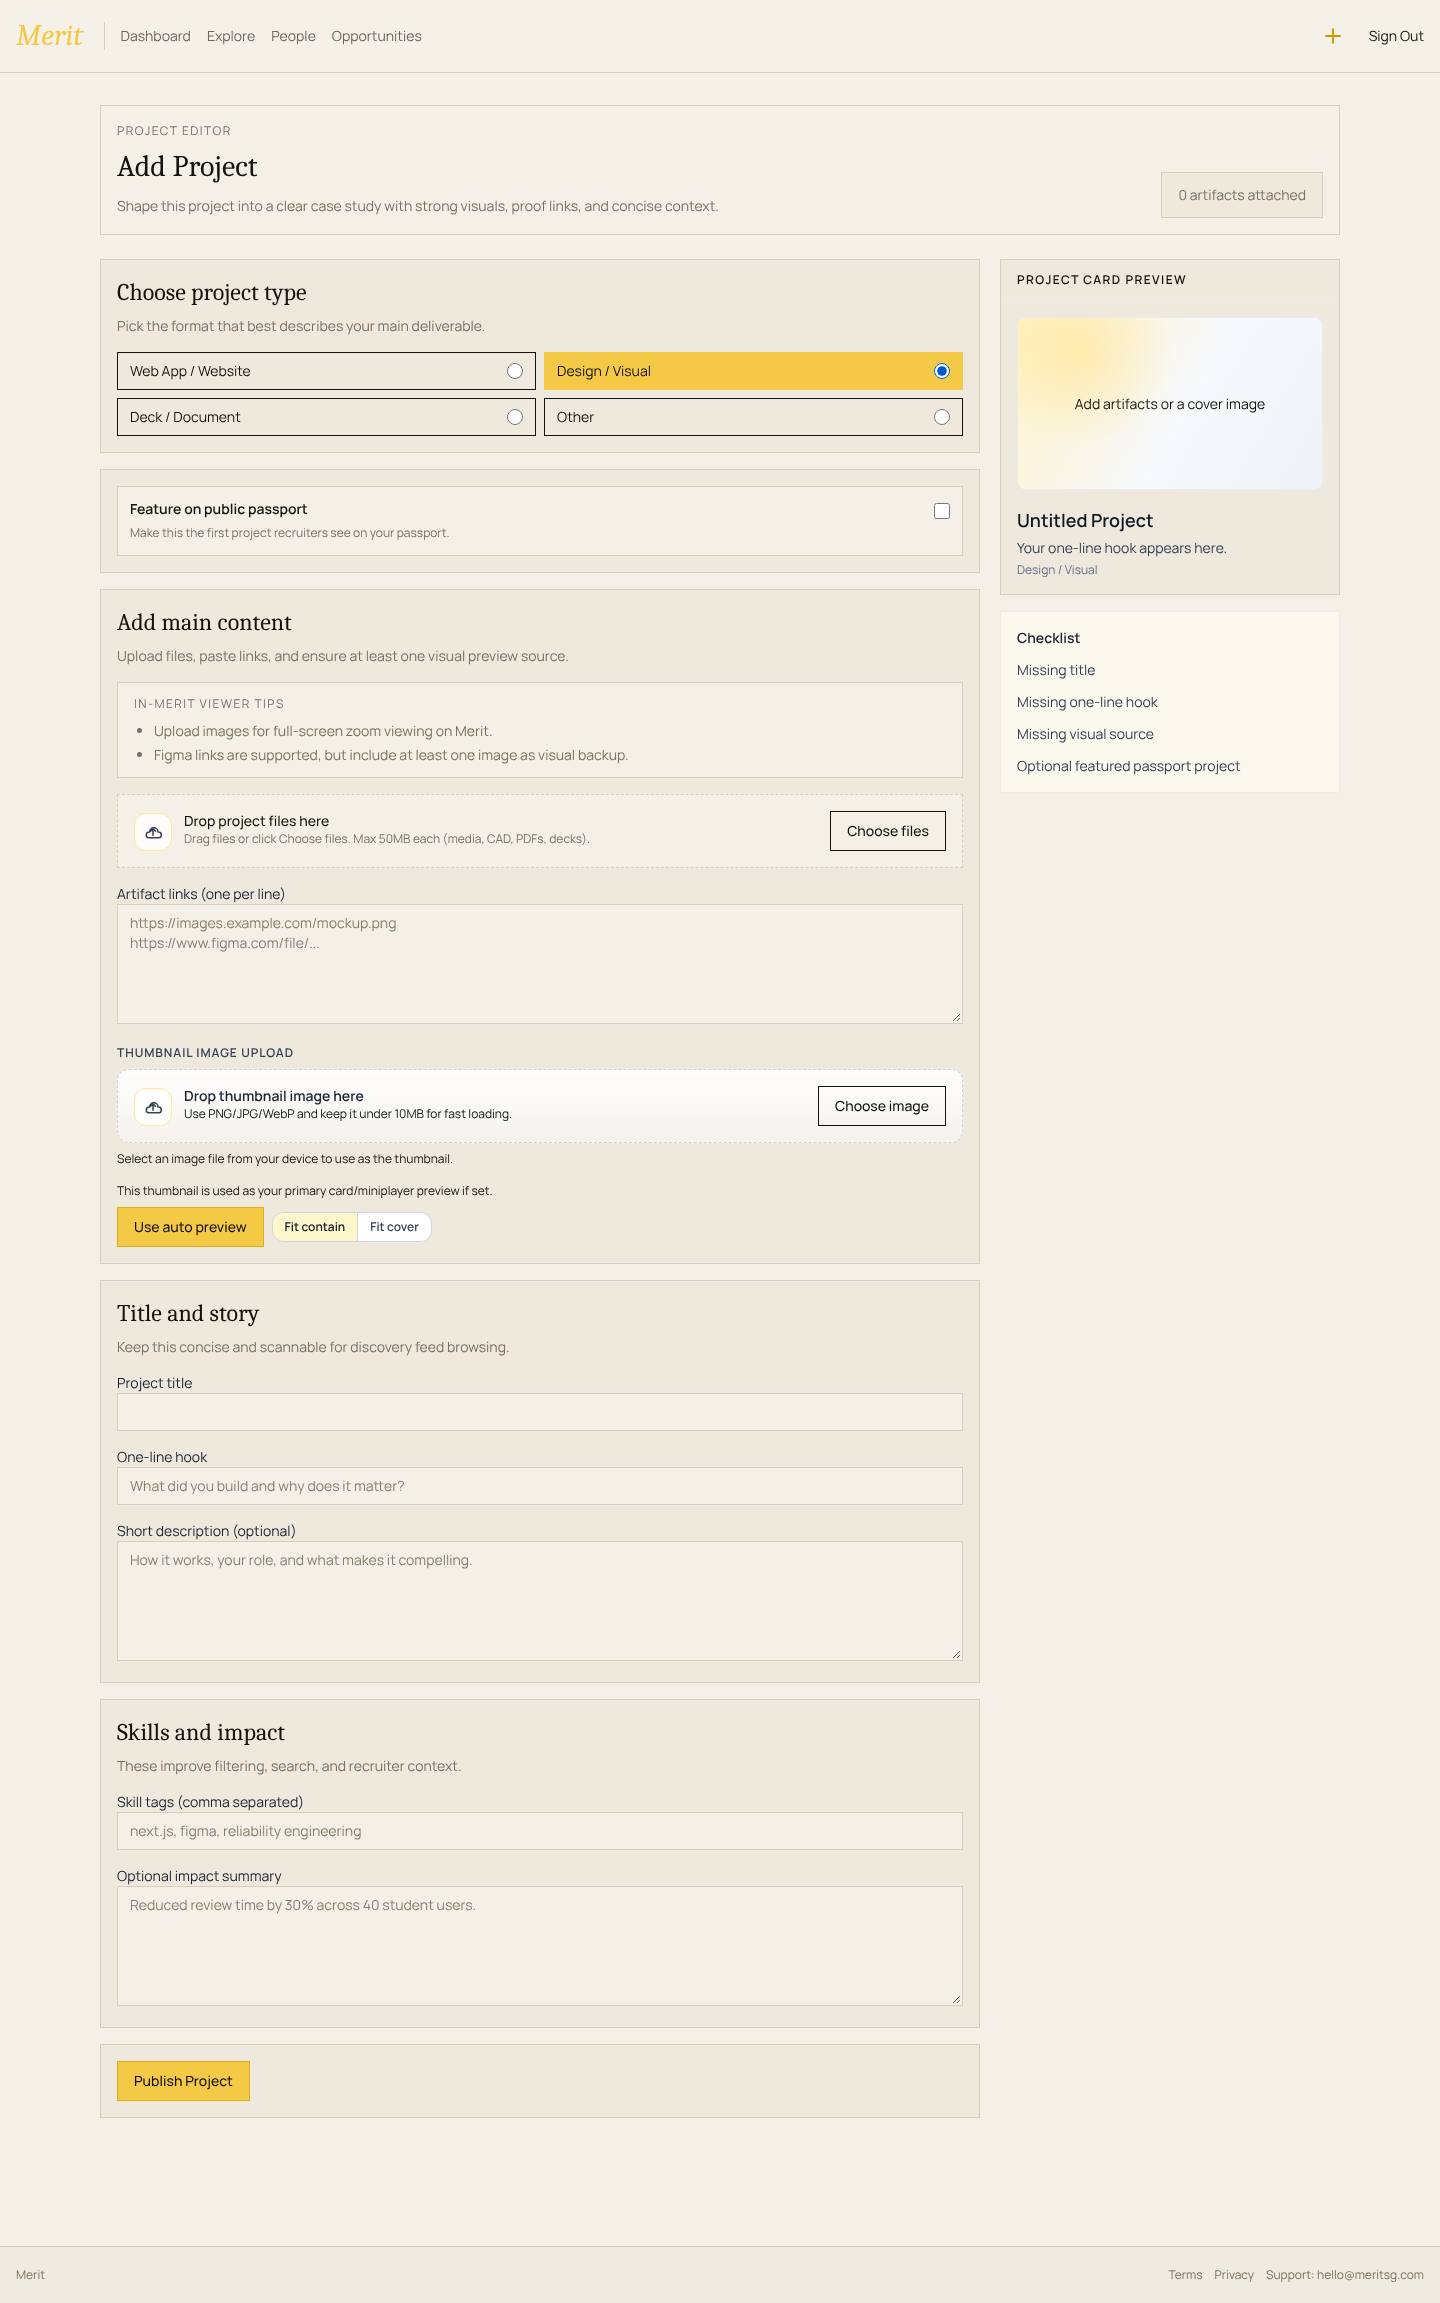 Merit
Dashboard Explore People Opportunities
Sign Out
PROJECT EDITOR
Add Project
Shape this project into a clear case study with strong visuals, proof links, and concise context.
0 artifacts attached
Choose project type
Pick the format that best describes your main deliverable.
Web App / Website
Design / Visual
Deck / Document
Other
Feature on public passport
Make this the first project recruiters see on your passport.
Add main content
Upload files, paste links, and ensure at least one visual preview source.
IN-MERIT VIEWER TIPS
Upload images for full-screen zoom viewing on Merit.
Figma links are supported, but include at least one image as visual backup.
Drop project files here
Drag files or click Choose files. Max 50MB each (media, CAD, PDFs, decks).
Choose files
Artifact links (one per line)
https://images.example.com/mockup.png
https://www.figma.com/file/...
THUMBNAIL IMAGE UPLOAD
Drop thumbnail image here
Use PNG/JPG/WebP and keep it under 10MB for fast loading.
Choose image
Select an image file from your device to use as the thumbnail.
This thumbnail is used as your primary card/miniplayer preview if set.
Use auto preview
Fit contain
Fit cover
Title and story
Keep this concise and scannable for discovery feed browsing.
Project title
One-line hook
What did you build and why does it matter?
Short description (optional)
How it works, your role, and what makes it compelling.
Skills and impact
These improve filtering, search, and recruiter context.
Skill tags (comma separated)
next.js, figma, reliability engineering
Optional impact summary
Reduced review time by 30% across 40 student users.
Publish Project
PROJECT CARD PREVIEW
Add artifacts or a cover image
Untitled Project
Your one-line hook appears here.
Design / Visual
Checklist
Missing title
Missing one-line hook
Missing visual source
Optional featured passport project
Merit
Terms Privacy Support: hello@meritsg.com